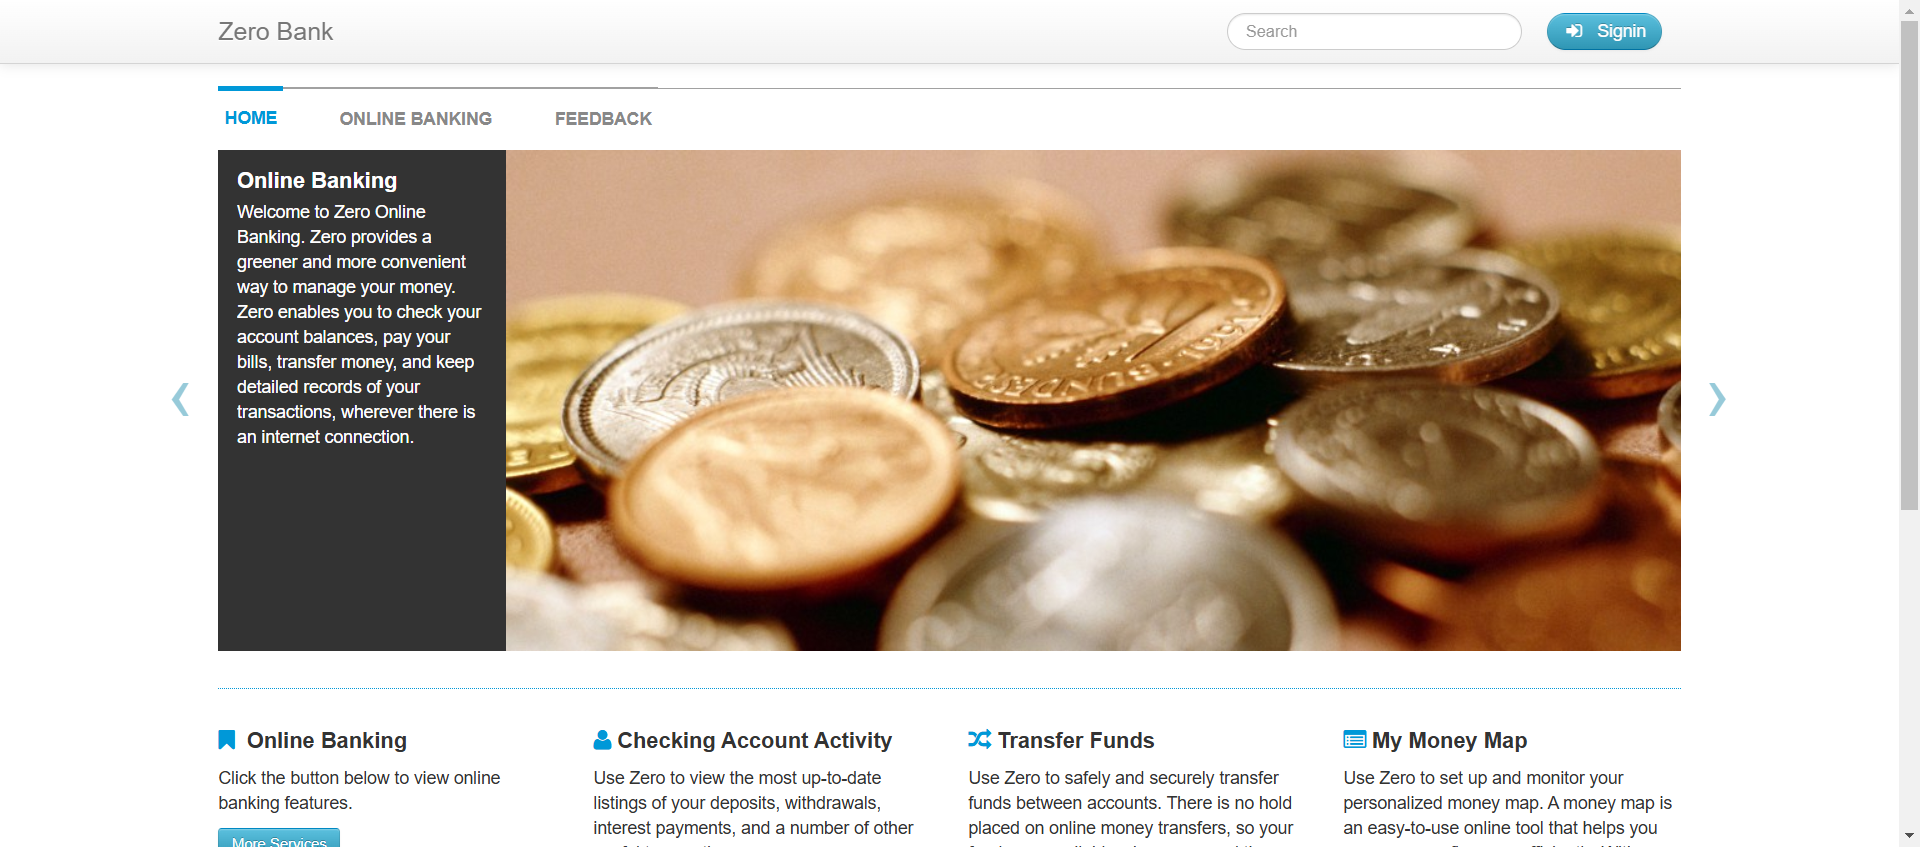 Zero Bank
Search
Signin
HOME
ONLINE BANKING
FEEDBACK
Online Banking
Welcome to Zero Online
Banking. Zero provides a
greener and more convenient
way to manage your money.
Zero enables you to check your
account balances, pay your
bills, transfer money, and keep
detailed records of your
transactions, wherever there is
an internet connection.
Online Banking
Click the button below to view online
banking features.
More Services
Checking Account Activity
Use Zero to view the most up-to-date
listings of your deposits, withdrawals,
interest payments, and a number of other
Transfer Funds
Use Zero to safely and securely transfer
funds between accounts. There is no hold
placed on online money transfers, so your
My Money Map
Use Zero to set up and monitor your
personalized money map. A money map is
an easy-to-use online tool that helps you